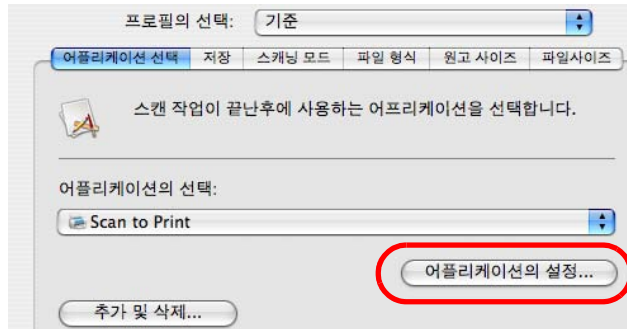 프로필의 선택: 기준
어플리케이션 선택 저장 스캐닝 모드 파일 형식 원고 사이즈 파일사이즈
스캔 작업이 끝난후에 사용하는 어프리케이션을 선택합니다.
어플리케이션의 선택:
Scan to Print
어플리케이션의 설정...
추가 및 삭제...